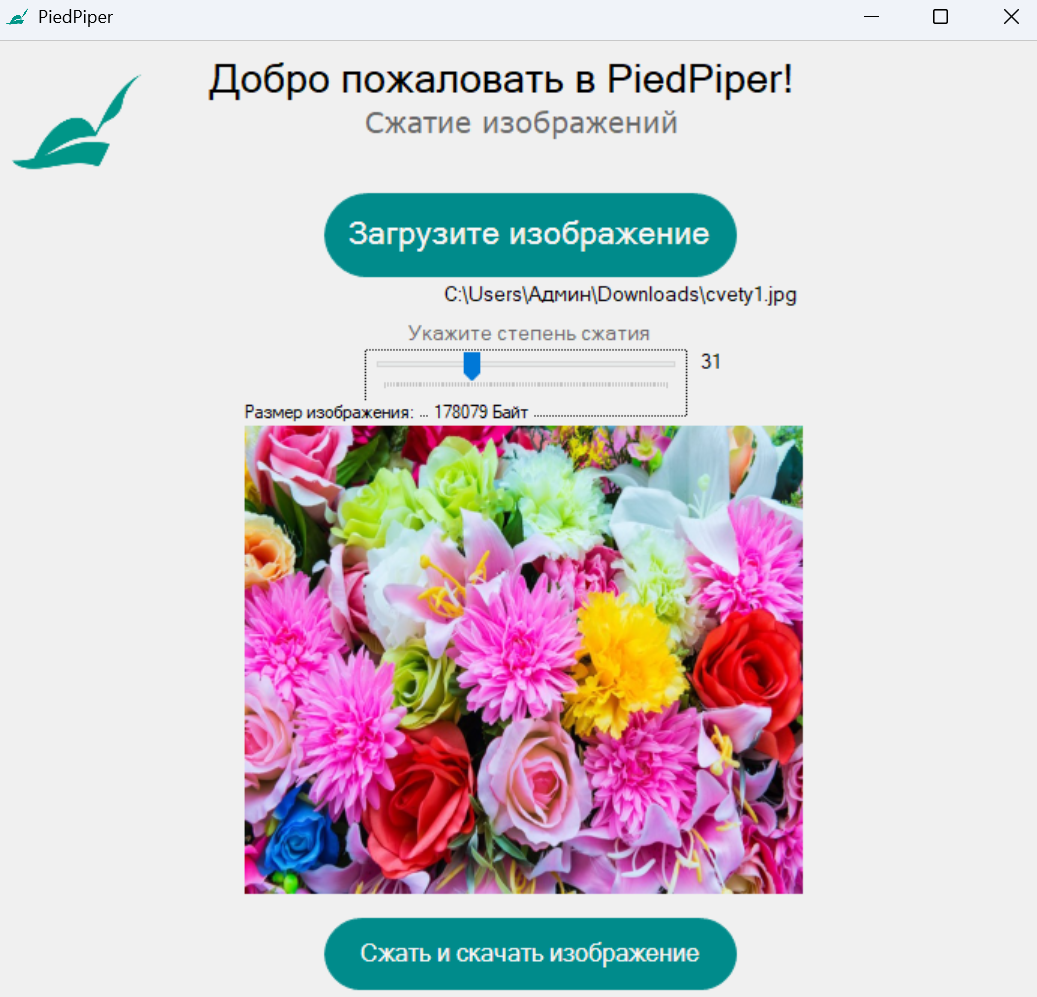 PiedPiper
Добро пожаловать в PiedPiper!
Сжатие изображений
Загрузите изображение
C:\Users\Админ\Downloads\cvety1.jpg
Укажите степень сжатия
31
Размер изображения: ... 178079 Байт
Сжать и скачать изображение